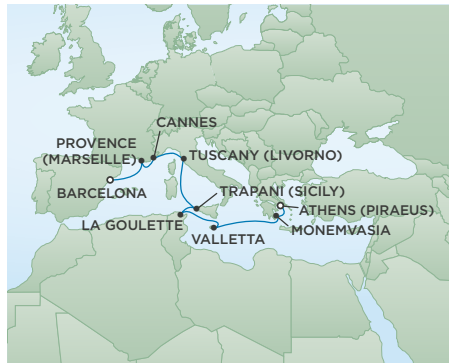 CANNES
PROVENCE
(MARSEILLE)
TUSCANY (LIVORNO)
BARCELONA
TRAPANI (SICILY)
ATHENS (PIRAEUS)
LA GOULETTE
MONEMVASIA
VALLETTA